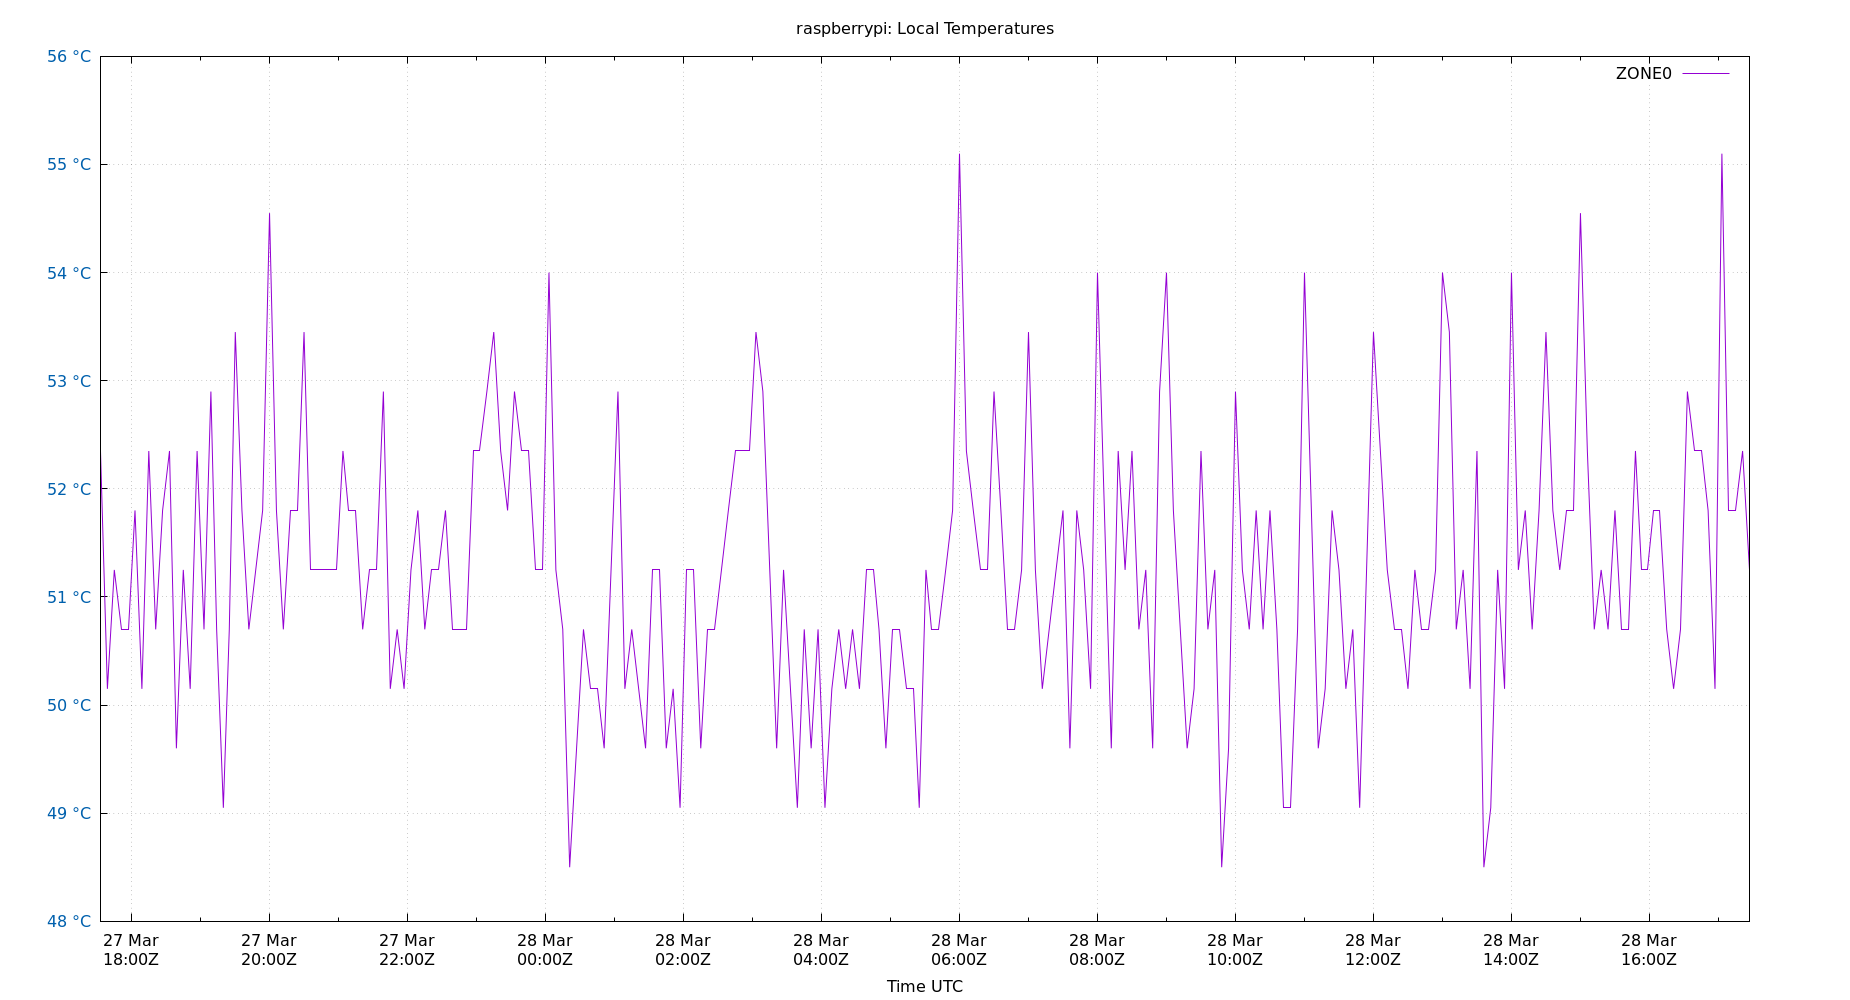 raspberrypi: Local Temperatures
56 °C
ZONE0
55 °C
54 °C
53 °C
52 °C
51 °C
50 °C
49 °C
48 °C
27 Mar 27 Mar 27 Mar 28 Mar 28 Mar 28 Mar 28 Mar 28 Mar 28 Mar 28 Mar 28 Mar 28 Mar
18:00Z 20:00Z 22:00Z 00:00Z 02:00Z 04:00Z 06:00Z 08:00Z 10:00Z 12:00Z 14:00Z 16:00Z
Time UTC